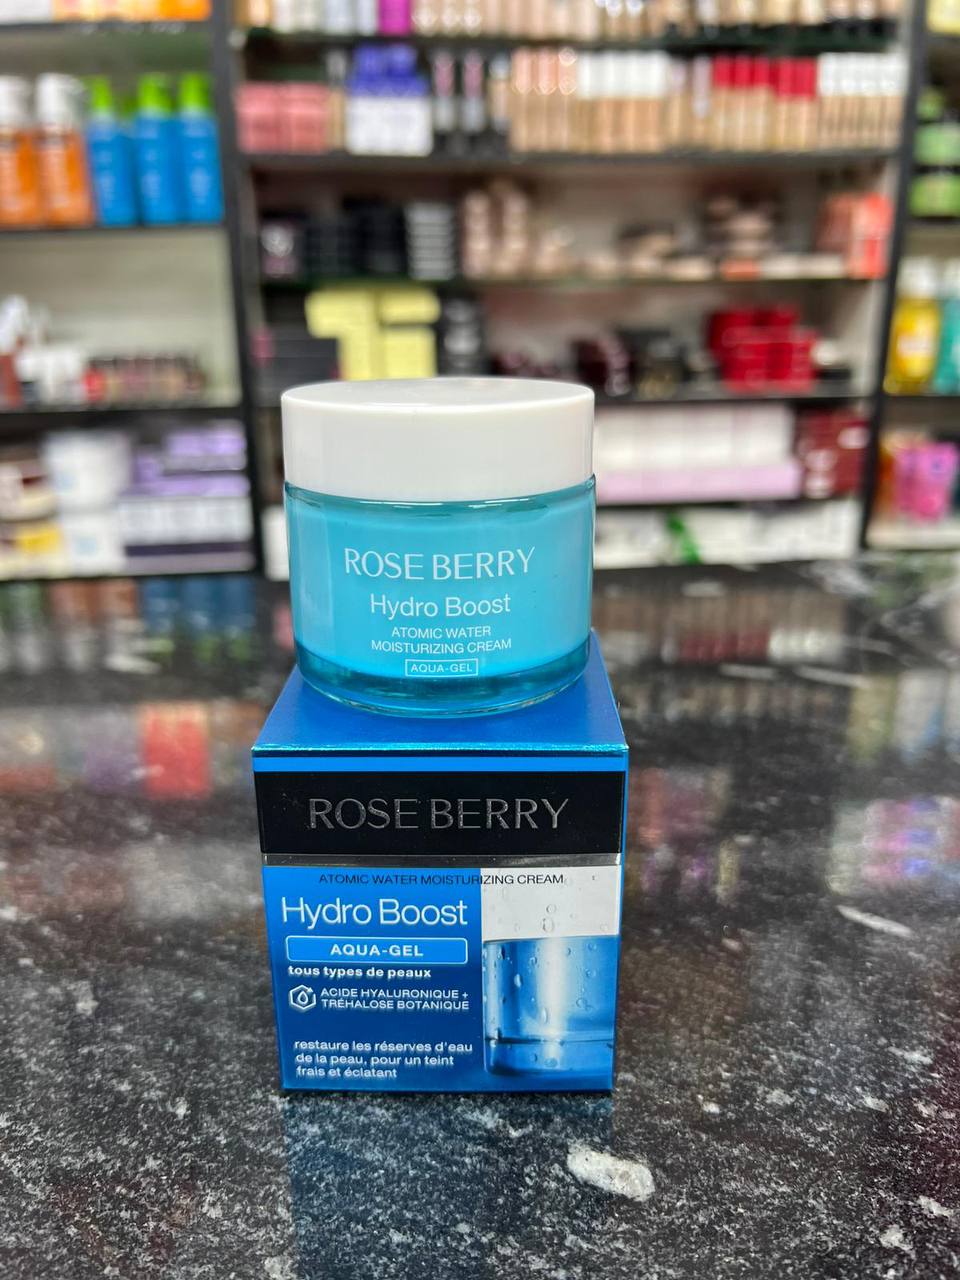 ROSE BERRY
Hydro Boost
ATOMIC WATER
MOISTURIZING CREAM
AQUA-GEL
ROSE BERRY
ATOMIC WATER MOISTURIZING CREAM
Hydro Boost
AQUA-GEL
tous types de peaux
ACIDE HYALURONIQUE +
TRÉHALOSE BOTANIQUE
restaure les réserves d'eau
de la peau, pour un teint
frais et éclatant